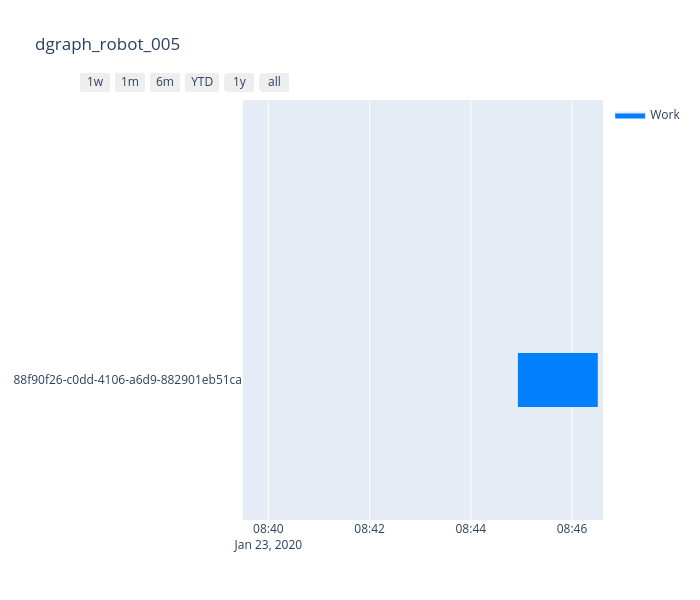 dgraph_robot_005
1w 1m 6m YTD 1y all
Work
88f90f26-c0dd-4106-a6d9-882901eb51ca
08:40 08:42 08:44 08:46
Jan 23, 2020